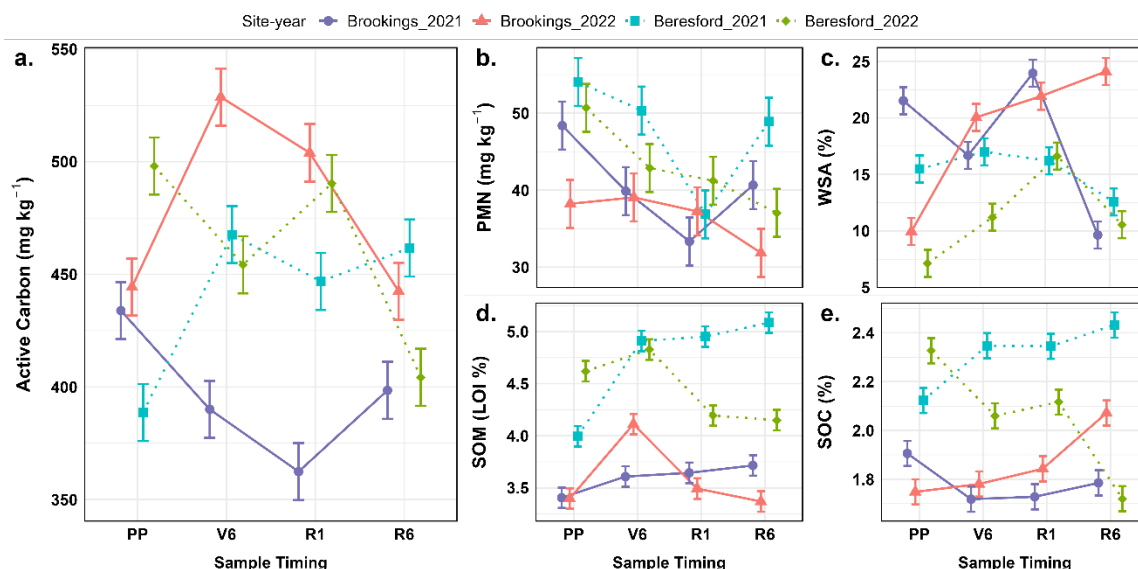 Site-year Brookings_2021 Brookings_2022 Beresford_2021 Beresford_2022
a.
Active Carbon (mg kg⁻¹)
550
500
450
400
350
PP V6 R1 R6
Sample Timing
b.
PMN (mg kg⁻¹)
50
40
30
c.
WSA (%)
25
20
15
10
5
d.
SOM (LOI %)
5.0
4.5
4.0
3.5
PP V6 R1 R6
Sample Timing
e.
SOC (%)
2.4
2.2
2.0
1.8
PP V6 R1 R6
Sample Timing